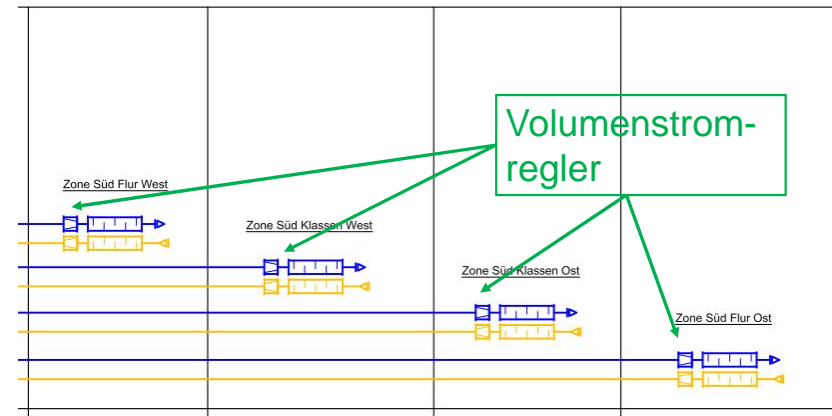 Volumenstrom-
regler
Zone Süd Flur West
Zone Süd Klassen West
Zone Süd Klassen Ost
Zone Süd Flur Ost